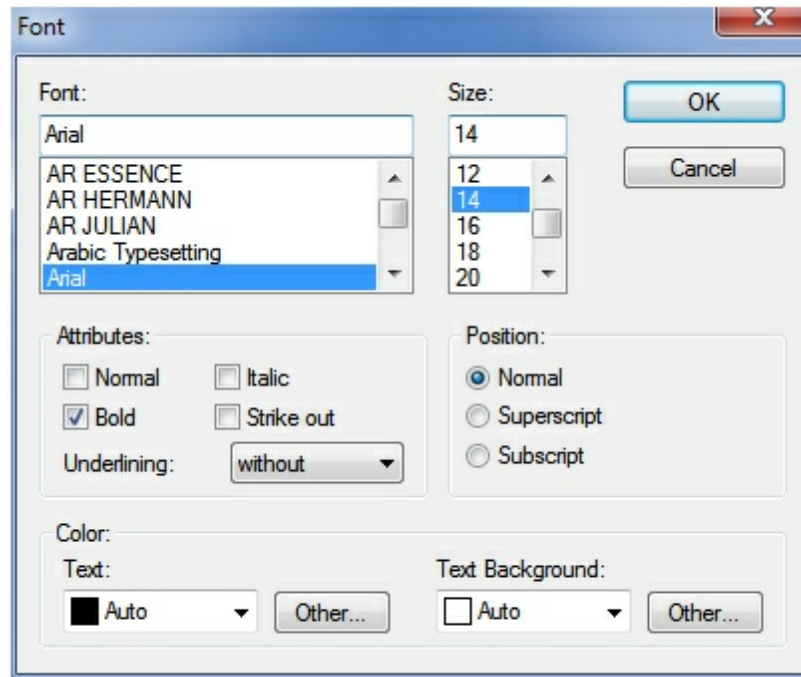 Font
Font:
Size:
OK
Arial
14
AR ESSENCE
AR HERMANN
AR JULIAN
Arabic Typesetting
Arial
12
14
16
18
20
Cancel
Attributes:
Normal
Italic
Bold
Strike out
Underlining:
without
Position:
Normal
Superscript
Subscript
Color:
Text:
Auto
Other...
Text Background:
Auto
Other...